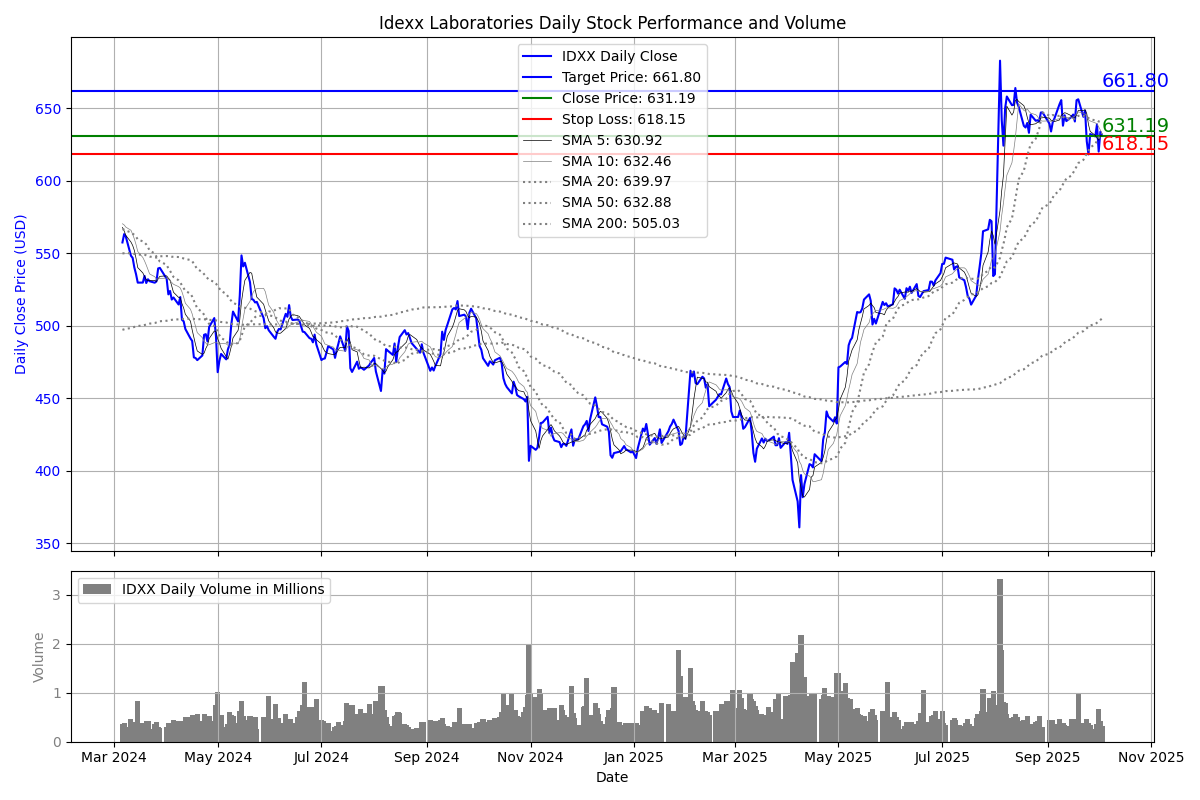 Idexx Laboratories Daily Stock Performance and Volume
Daily Close Price (USD)
650
600
550
500
450
400
350
IDXX Daily Close
Target Price: 661.80
Close Price: 631.19
Stop Loss: 618.15
SMA 5: 630.92
SMA 10: 632.46
SMA 20: 639.97
SMA 50: 632.88
SMA 200: 505.03
661.80
631.19
618.15
Volume
3
2
1
0
IDXX Daily Volume in Millions
Mar 2024 May 2024 Jul 2024 Sep 2024 Nov 2024 Jan 2025 Mar 2025 May 2025 Jul 2025 Sep 2025 Nov 2025
Date